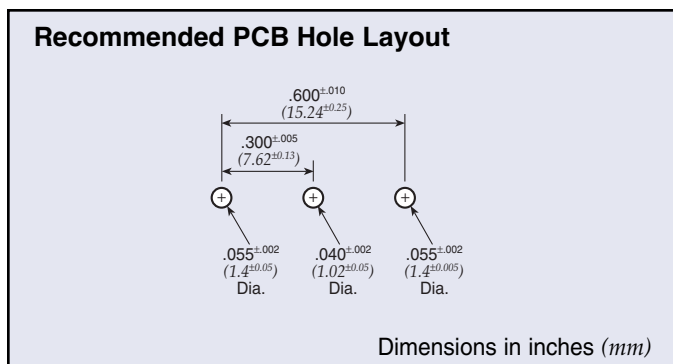 Recommended PCB Hole Layout
.600±.010
(15.24±0.25)
.300±.005
(7.62±0.13)
.055±.002
(1.4±0.05)
Dia.
.040±.002
(1.02±0.05)
Dia.
.055±.002
(1.4±0.005)
Dia.
Dimensions in inches (mm)